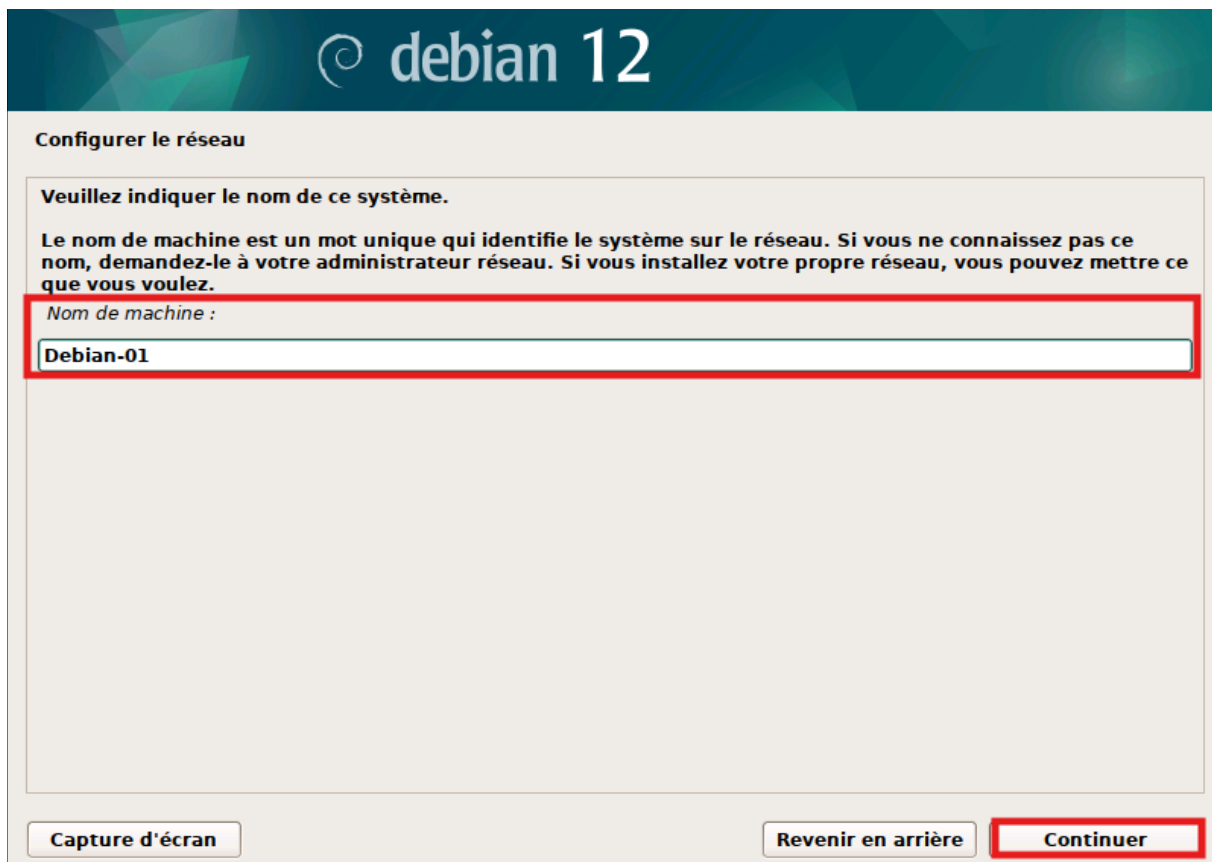 debian 12
Configurer le réseau
Veuillez indiquer le nom de ce système.
Le nom de machine est un mot unique qui identifie le système sur le réseau. Si vous ne connaissez pas ce
nom, demandez-le à votre administrateur réseau. Si vous installez votre propre réseau, vous pouvez mettre ce
que vous voulez.
Nom de machine :
Debian-01
Capture d'écran
Revenir en arrière
Continuer